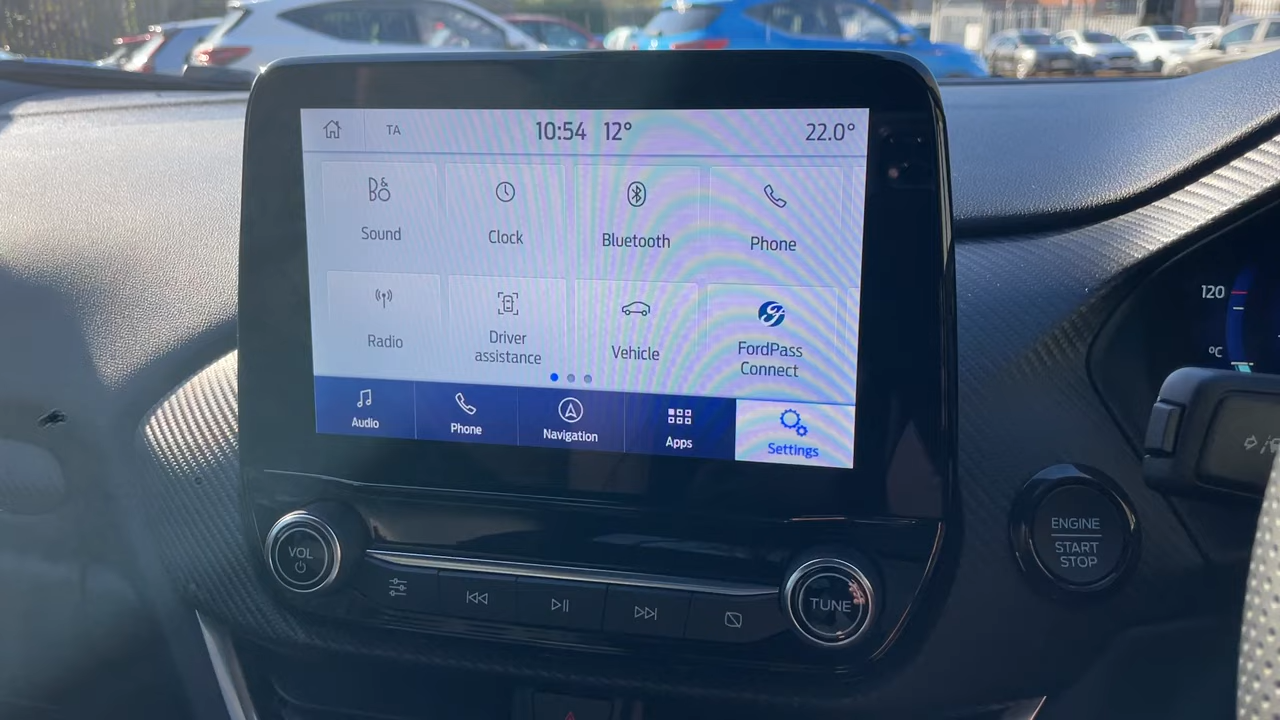 TA
10:54 12° 22.0°
B&O
Sound
Clock
Bluetooth
Phone
Radio
Driver
assistance
Vehicle
FordPass
Connect
Audio
Phone
Navigation
Apps
Settings
VOL
TUNE
ENGINE
START
STOP
120
°C